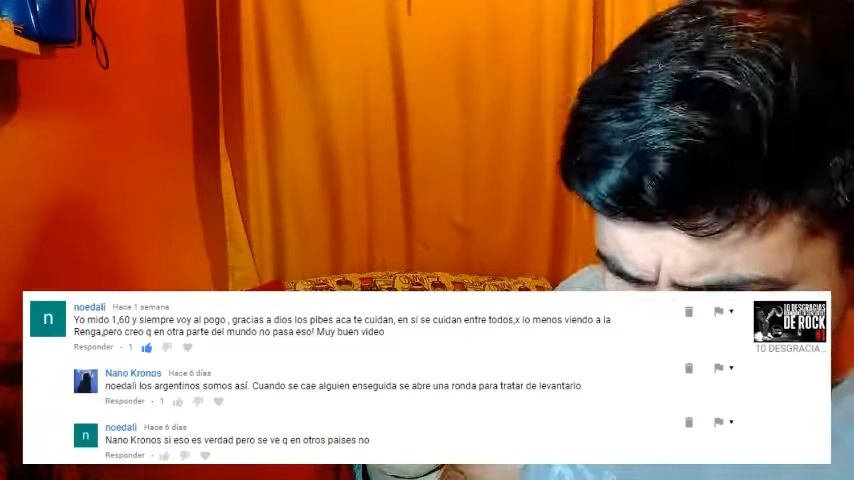 n
noedali Hace 1 semana
Yo mido 1,60 y siempre voy al pogo , gracias a dios los pibes aca te cuidan, en si se cuidan entre todos,x lo menos viendo a la
Renga,pero creo q en otra parte del mundo no pasa eso! Muy buen video
Responder · 1
10 DESGRACIAS
DE ROCK
#1
10 DESGRACIA...
Nano Kronos Hace 6 días
noedali los argentinos somos así. Cuando se cae alguien enseguida se abre una ronda para tratar de levantarlo
Responder · 1
n
noedali Hace 6 días
Nano Kronos si eso es verdad pero se ve q en otros paises no
Responder ·